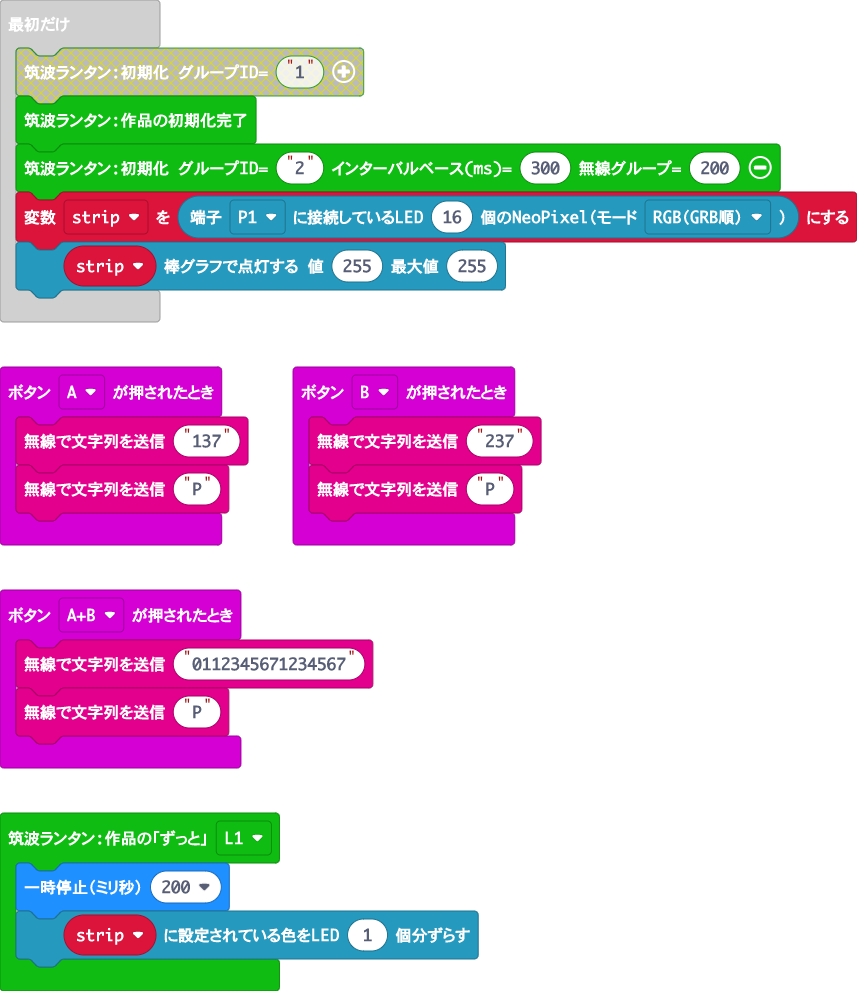 最初だけ
筑波ランタン：初期化 グループID= "1"
筑波ランタン：作品の初期化完了
筑波ランタン：初期化 グループID= "2" インターバルベース(ms)= 300 無線グループ= 200
変数 strip を 端子 P1 に接続しているLED 16 個のNeoPixel(モード RGB(GRB順) ) にする
strip 棒グラフで点灯する 値 255 最大値 255
ボタン A が押されたとき
無線で文字列を送信 "137"
無線で文字列を送信 "P"
ボタン B が押されたとき
無線で文字列を送信 "237"
無線で文字列を送信 "P"
ボタン A+B が押されたとき
無線で文字列を送信 "0112345671234567"
無線で文字列を送信 "P"
筑波ランタン：作品の「ずっと」 L1
一時停止（ミリ秒） 200
strip に設定されている色をLED 1 個分ずらす